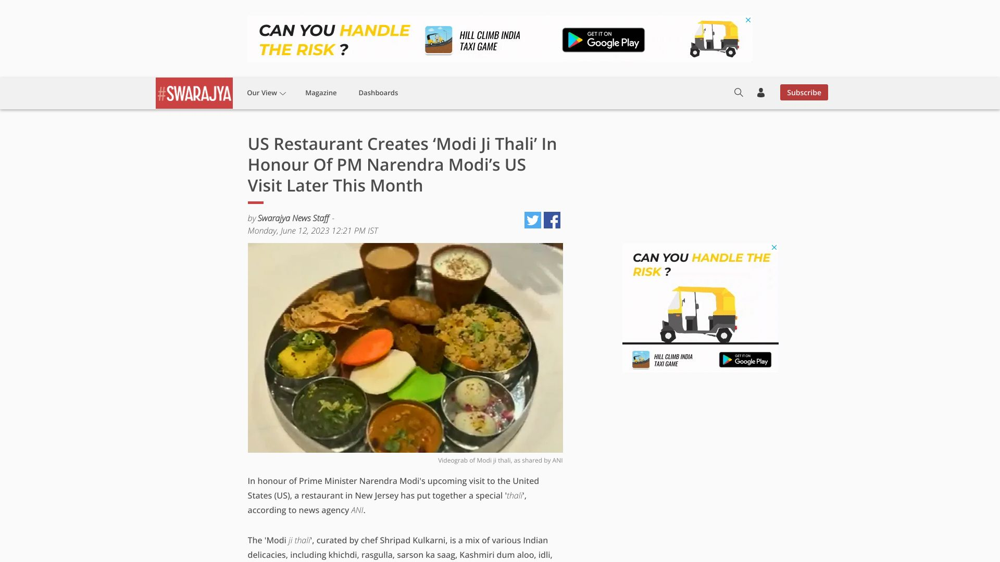 CAN YOU HANDLE
THE RISK ?
HILL CLIMB INDIA
TAXI GAME
GET IT ON
Google Play
#SWARAJYA
Our View
Magazine
Dashboards
Subscribe
US Restaurant Creates ‘Modi Ji Thali’ In
Honour Of PM Narendra Modi’s US
Visit Later This Month
by Swarajya News Staff -
Monday, June 12, 2023 12:21 PM IST
Videograb of Modi ji thali, as shared by ANI
In honour of Prime Minister Narendra Modi's upcoming visit to the United
States (US), a restaurant in New Jersey has put together a special 'thali',
according to news agency ANI.
The 'Modi ji thali', curated by chef Shripad Kulkarni, is a mix of various Indian
delicacies, including khichdi, rasgulla, sarson ka saag, Kashmiri dum aloo, idli,
CAN YOU HANDLE THE
RISK ?
HILL CLIMB INDIA
TAXI GAME
GET IT ON
Google Play